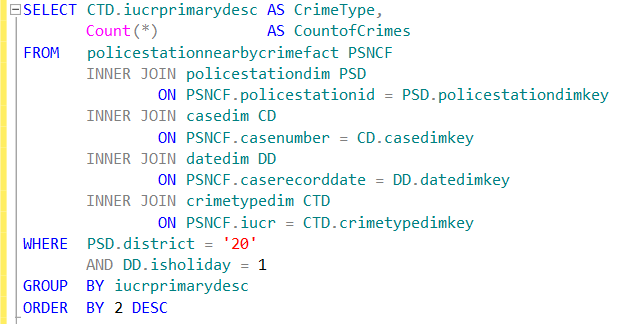 SELECT CTD.iucrprimarydesc AS CrimeType,
Count(*) AS CountofCrimes
FROM policestationnearbycrimefact PSNCF
INNER JOIN policestationdim PSD
ON PSNCF.policestationid = PSD.policestationdimkey
INNER JOIN casedim CD
ON PSNCF.casenumber = CD.casedimkey
INNER JOIN datedim DD
ON PSNCF.caserecorddate = DD.datedimkey
INNER JOIN crimetypedim CTD
ON PSNCF.iucr = CTD.crimetypedimkey
WHERE PSD.district = '20'
AND DD.isholiday = 1
GROUP BY iucrprimarydesc
ORDER BY 2 DESC